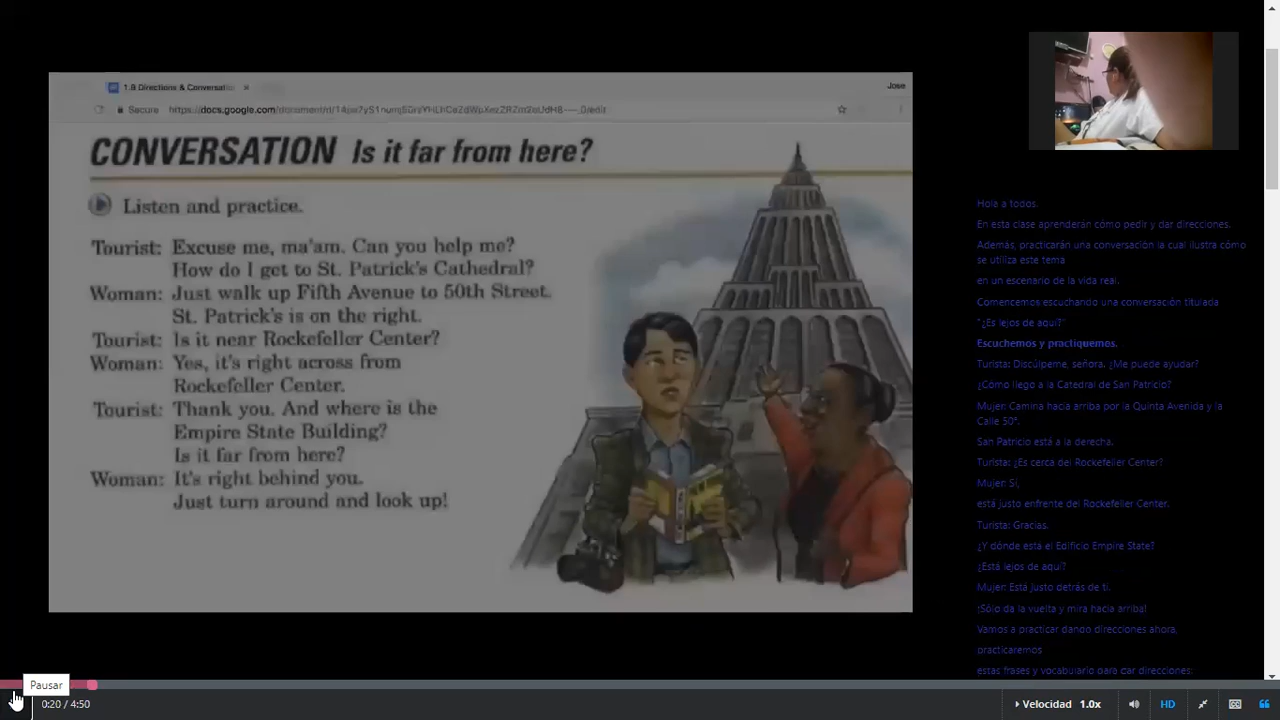 1.9 Directions & Conversatio
Jose
Secure
CONVERSATION Is it far from here?
Listen and practice.
Tourist: Excuse me, ma'am. Can you help me?
How do I get to St. Patrick's Cathedral?
Woman: Just walk up Fifth Avenue to 50th Street.
St. Patrick's is on the right.
Tourist: Is it near Rockefeller Center?
Woman: Yes, it's right across from
Rockefeller Center.
Tourist: Thank you. And where is the
Empire State Building?
Is it far from here?
Woman: It's right behind you.
Just turn around and look up!
Hola a todos.
En esta clase aprenderán cómo pedir y dar direcciones.
Además, practicarán una conversación la cual ilustra cómo
se utiliza este tema
en un escenario de la vida real.
Comencemos escuchando una conversación titulada
"¿Es lejos de aquí?"
Escuchemos y practiquemos.
Turista: Discúlpeme, señora. ¿Me puede ayudar?
¿Cómo llego a la Catedral de San Patricio?
Mujer: Camina hacia arriba por la Quinta Avenida y la
Calle 50ª.
San Patricio está a la derecha.
Turista: ¿Es cerca del Rockefeller Center?
Mujer: Sí,
está justo enfrente del Rockefeller Center.
Turista: Gracias.
¿Y dónde esta el Edificio Empire State?
¿Está lejos de aquí?
Mujer: Está justo detrás de ti.
¡Sólo da la vuelta y mira hacia arriba!
Vamos a practicar dando direcciones ahora,
practicaremos
estas frases y vocabulario para dar direcciones:
Pausar
0:20 / 4:50
Velocidad 1.0x
HD